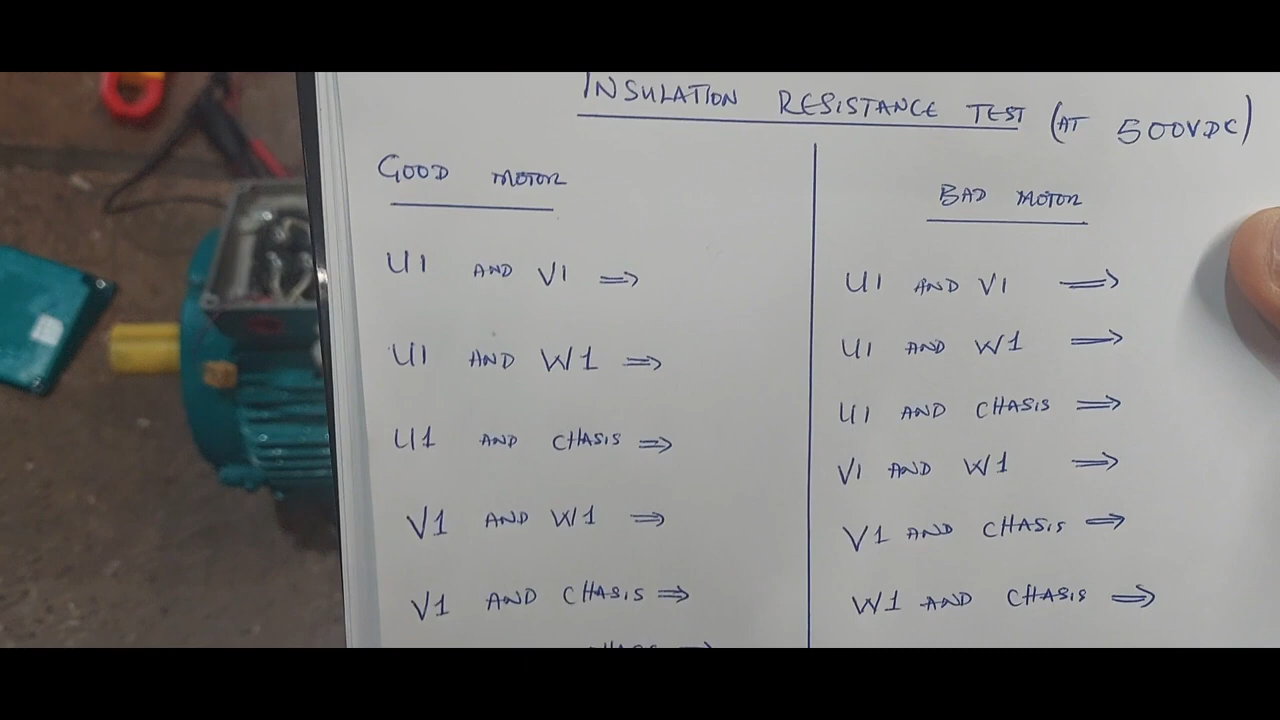 INSULATION RESISTANCE TEST (AT 500VDC)
GOOD MOTOR
U1 AND V1 ⇒
U1 AND W1 ⇒
U1 AND CHASIS ⇒
V1 AND W1 ⇒
V1 AND CHASIS ⇒
BAD MOTOR
U1 AND V1 ⇒
U1 AND W1 ⇒
U1 AND CHASIS ⇒
V1 AND W1 ⇒
V1 AND CHASIS ⇒
W1 AND CHASIS ⇒